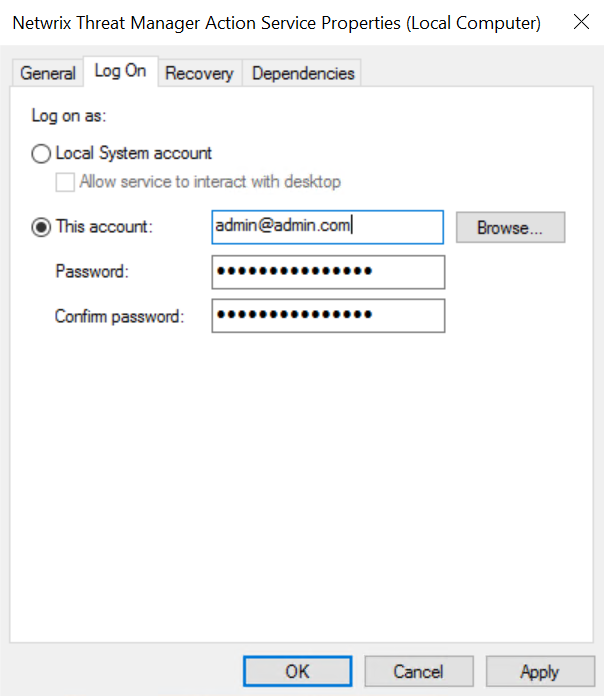 Netwrix Threat Manager Action Service Properties (Local Computer)
General Log On Recovery Dependencies
Log on as:
Local System account
Allow service to interact with desktop
This account: admin@admin.com Browse...
Password: •••••••••••••••
Confirm password: •••••••••••••••
OK Cancel Apply